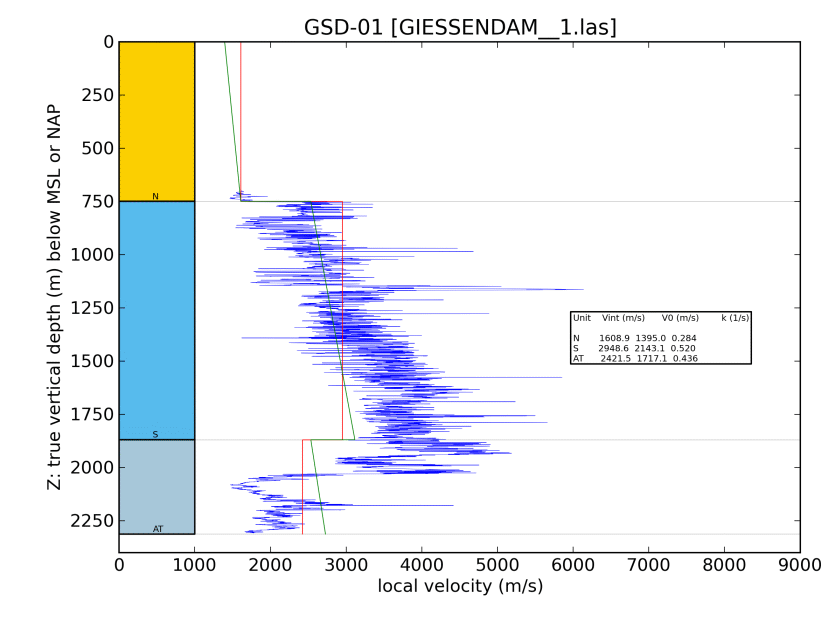 GSD-01 [GIESSENDAM__1.las]
0
250
500
750
1000
1250
1500
1750
2000
2250
Z: true vertical depth (m) below MSL or NAP
N
S
AT
Unit Vint (m/s) V0 (m/s) k (1/s)
N 1608.9 1395.0 0.284
S 2948.6 2143.1 0.520
AT 2421.5 1717.1 0.436
0 1000 2000 3000 4000 5000 6000 7000 8000 9000
local velocity (m/s)